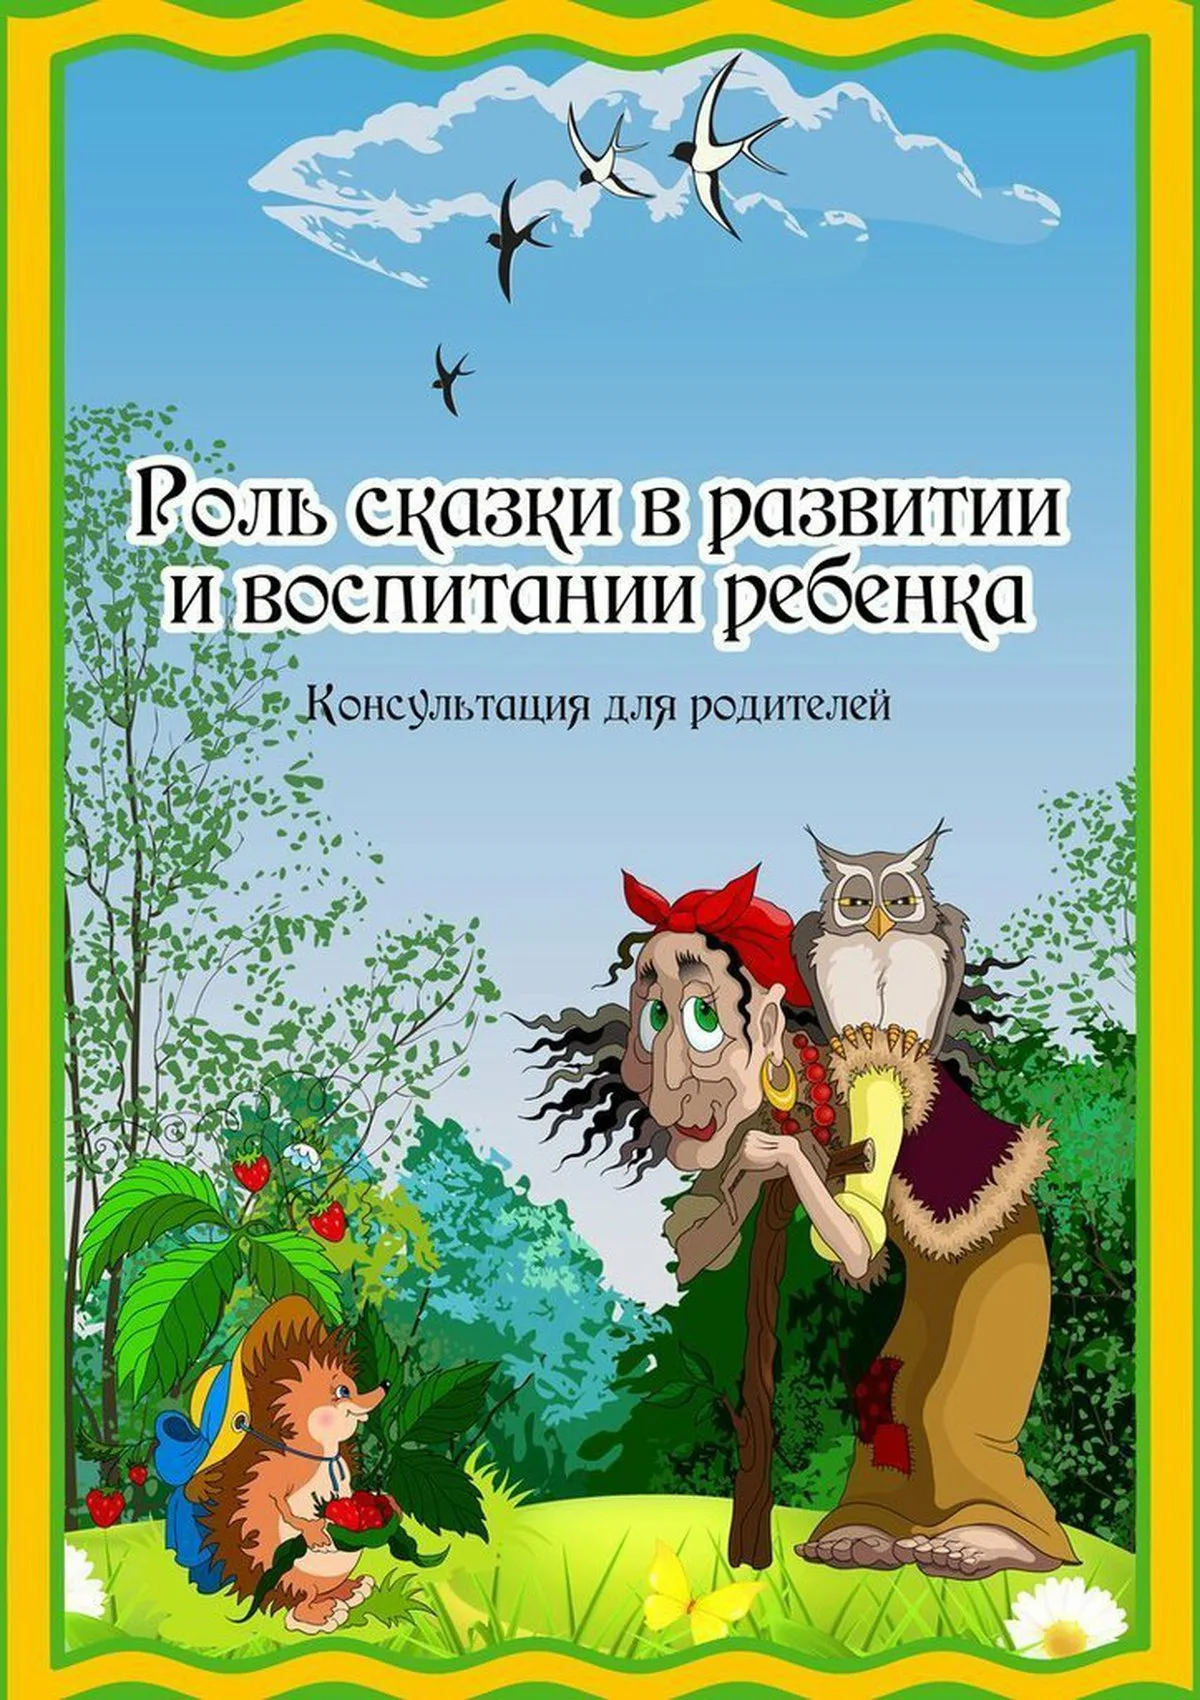 Роль сказки в развитии
и воспитании ребенка
Консультация для родителей